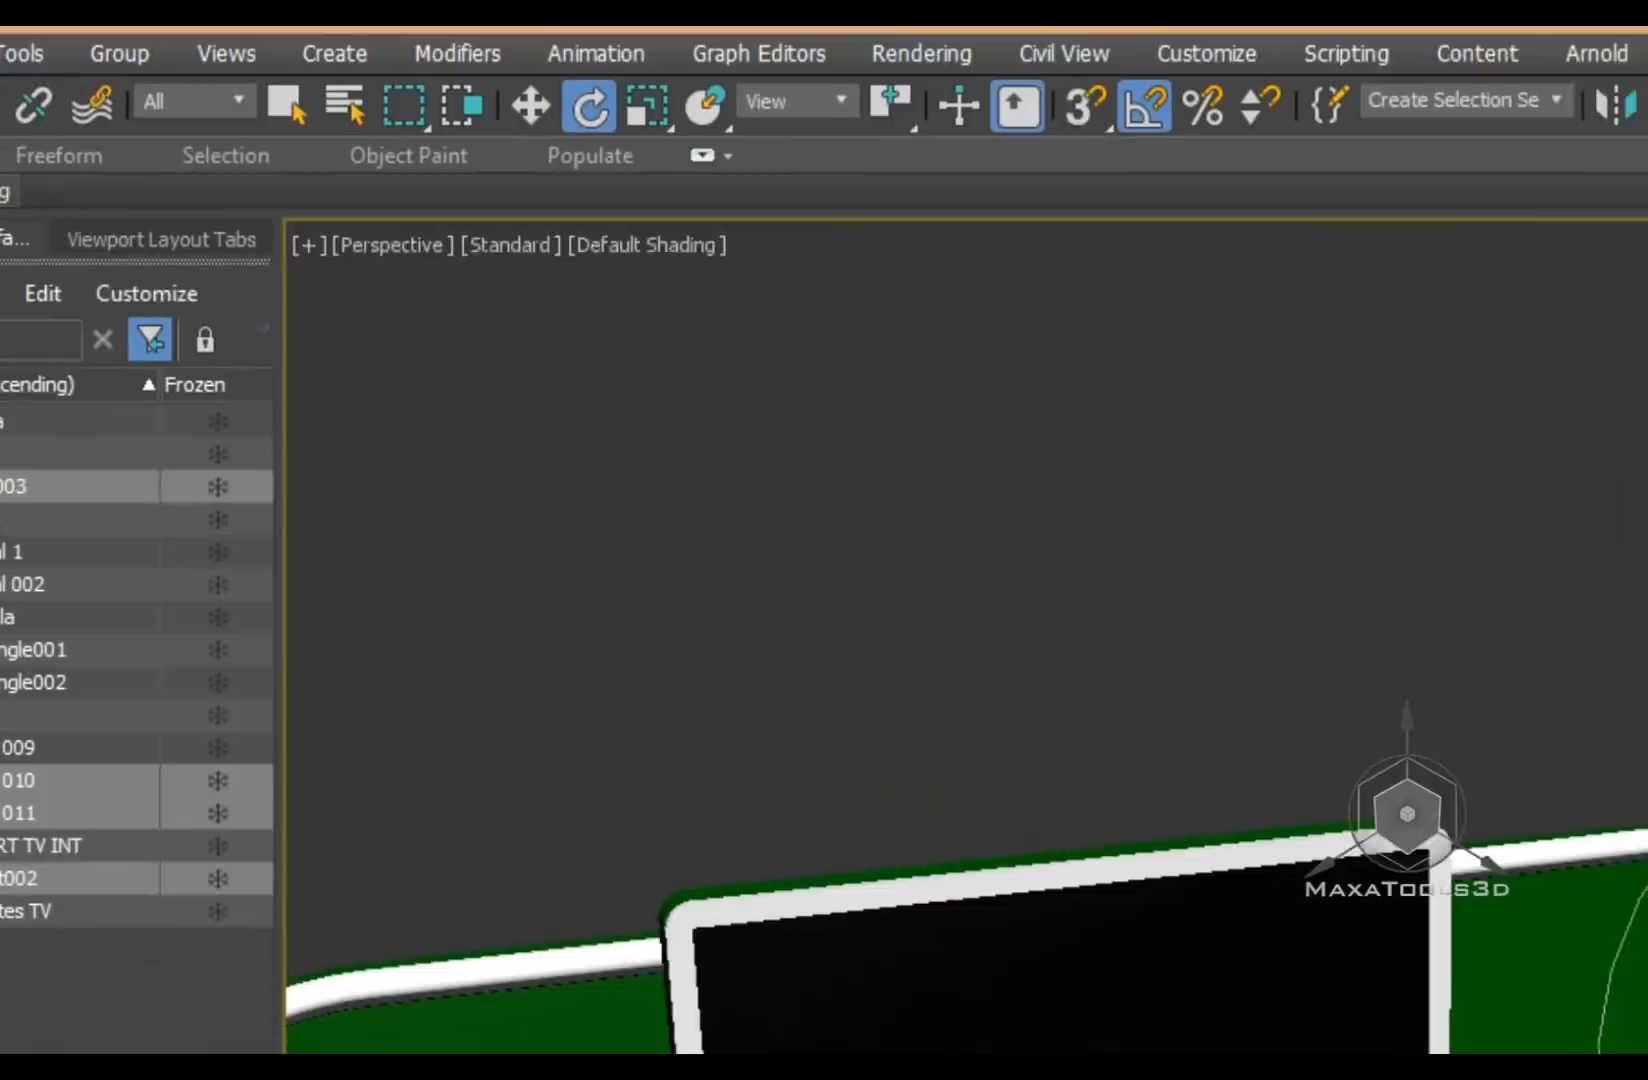 Tools Group Views Create Modifiers Animation Graph Editors Rendering Civil View Customize Scripting Content Arnold
All View 3 % Create Selection Se
Freeform Selection Object Paint Populate
g
fa... Viewport Layout Tabs
[+] [Perspective] [Standard] [Default Shading]
Edit Customize
cending) Frozen
a
003
l 1
l 002
la
ngle001
ngle002
009
010
011
RT TV INT
t002
tes TV
MaxaTools3D